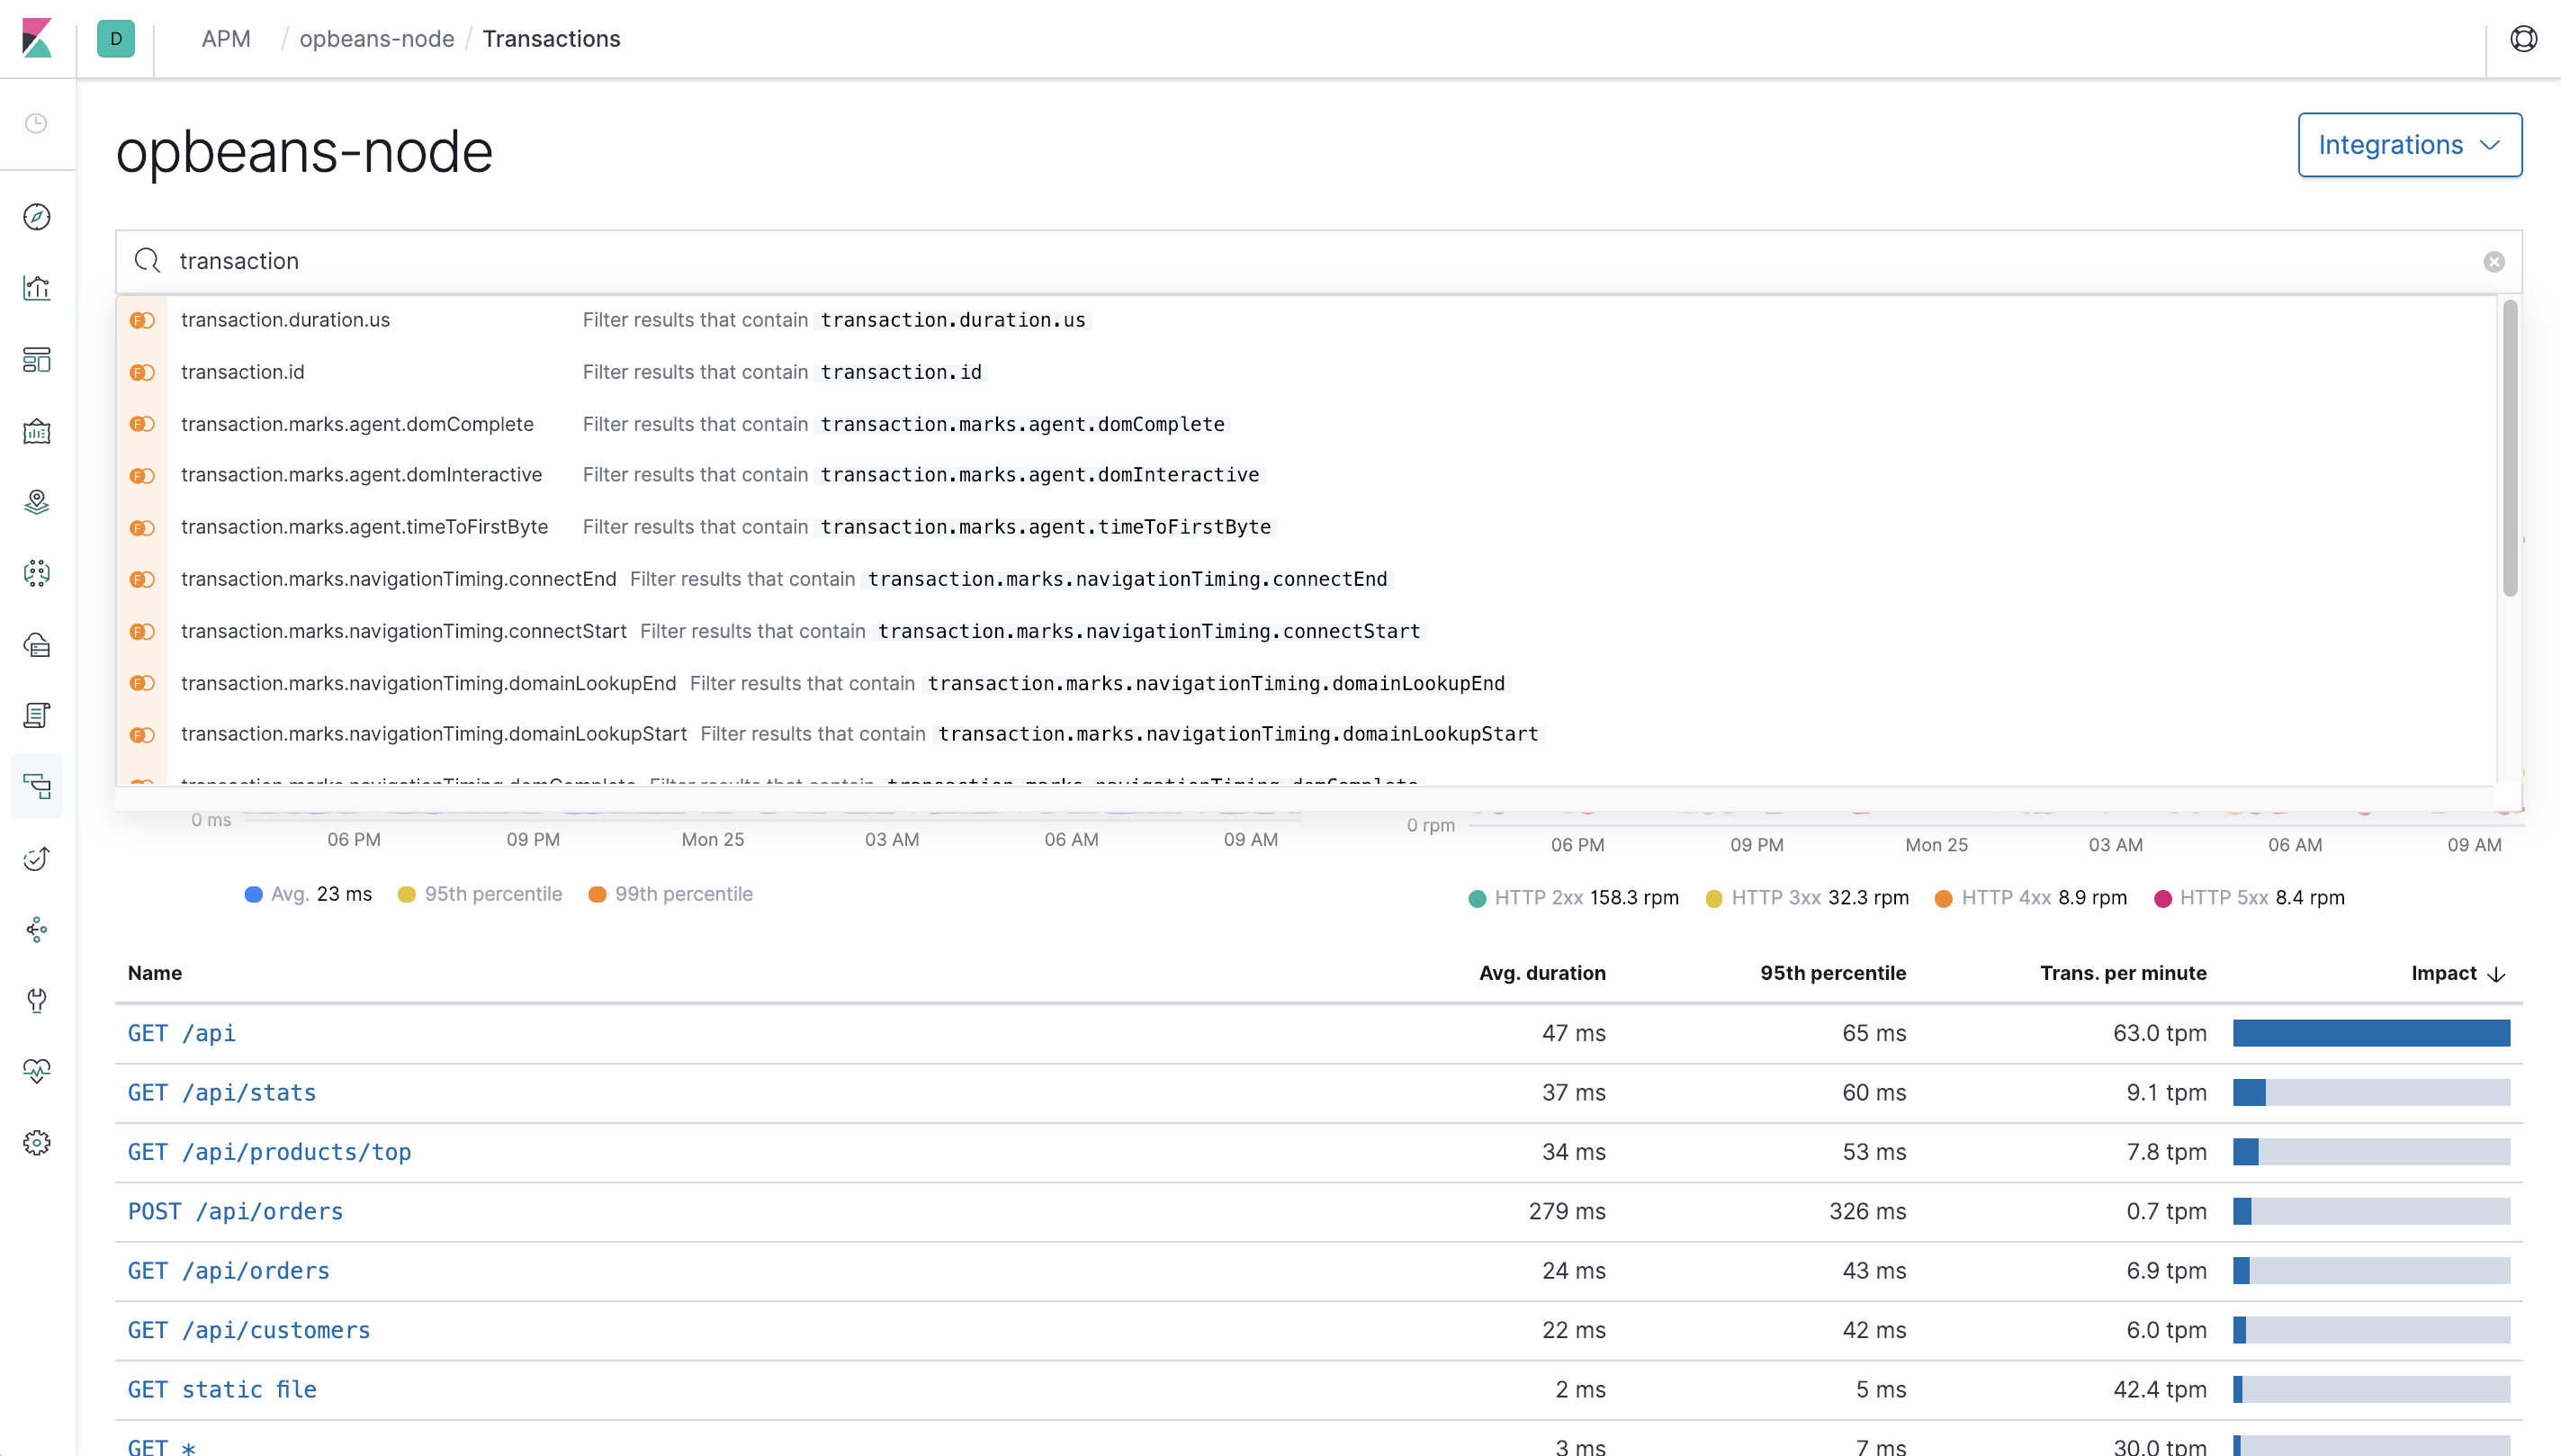 D APM / opbeans-node / Transactions
opbeans-node
Integrations
transaction
transaction.duration.us Filter results that contain transaction.duration.us
transaction.id Filter results that contain transaction.id
transaction.marks.agent.domComplete Filter results that contain transaction.marks.agent.domComplete
transaction.marks.agent.domInteractive Filter results that contain transaction.marks.agent.domInteractive
transaction.marks.agent.timeToFirstByte Filter results that contain transaction.marks.agent.timeToFirstByte
transaction.marks.navigationTiming.connectEnd Filter results that contain transaction.marks.navigationTiming.connectEnd
transaction.marks.navigationTiming.connectStart Filter results that contain transaction.marks.navigationTiming.connectStart
transaction.marks.navigationTiming.domainLookupEnd Filter results that contain transaction.marks.navigationTiming.domainLookupEnd
transaction.marks.navigationTiming.domainLookupStart Filter results that contain transaction.marks.navigationTiming.domainLookupStart
transaction.marks.navigationTiming.domComplete Filter results that contain transaction.marks.navigationTiming.domComplete
0 ms
06 PM 09 PM Mon 25 03 AM 06 AM 09 AM
0 rpm
06 PM 09 PM Mon 25 03 AM 06 AM 09 AM
Avg. 23 ms 95th percentile 99th percentile
HTTP 2xx 158.3 rpm HTTP 3xx 32.3 rpm HTTP 4xx 8.9 rpm HTTP 5xx 8.4 rpm
Name Avg. duration 95th percentile Trans. per minute Impact
GET /api 47 ms 65 ms 63.0 tpm
GET /api/stats 37 ms 60 ms 9.1 tpm
GET /api/products/top 34 ms 53 ms 7.8 tpm
POST /api/orders 279 ms 326 ms 0.7 tpm
GET /api/orders 24 ms 43 ms 6.9 tpm
GET /api/customers 22 ms 42 ms 6.0 tpm
GET static file 2 ms 5 ms 42.4 tpm
GET * 3 ms 7 ms 30.0 tpm